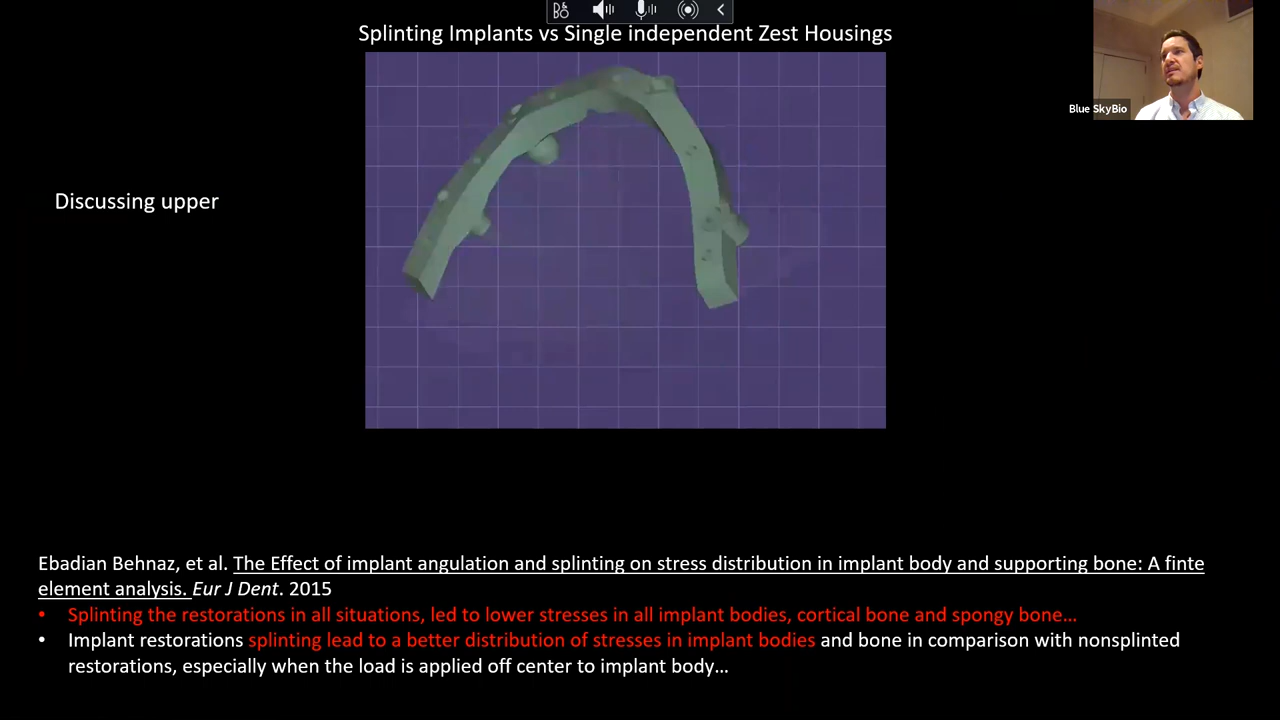 Splinting Implants vs Single independent Zest Housings
Blue SkyBio
Discussing upper
Ebadian Behnaz, et al. The Effect of implant angulation and splinting on stress distribution in implant body and supporting bone: A finte
element analysis. Eur J Dent. 2015
• Splinting the restorations in all situations, led to lower stresses in all implant bodies, cortical bone and spongy bone…
• Implant restorations splinting lead to a better distribution of stresses in implant bodies and bone in comparison with nonsplinted
restorations, especially when the load is applied off center to implant body…